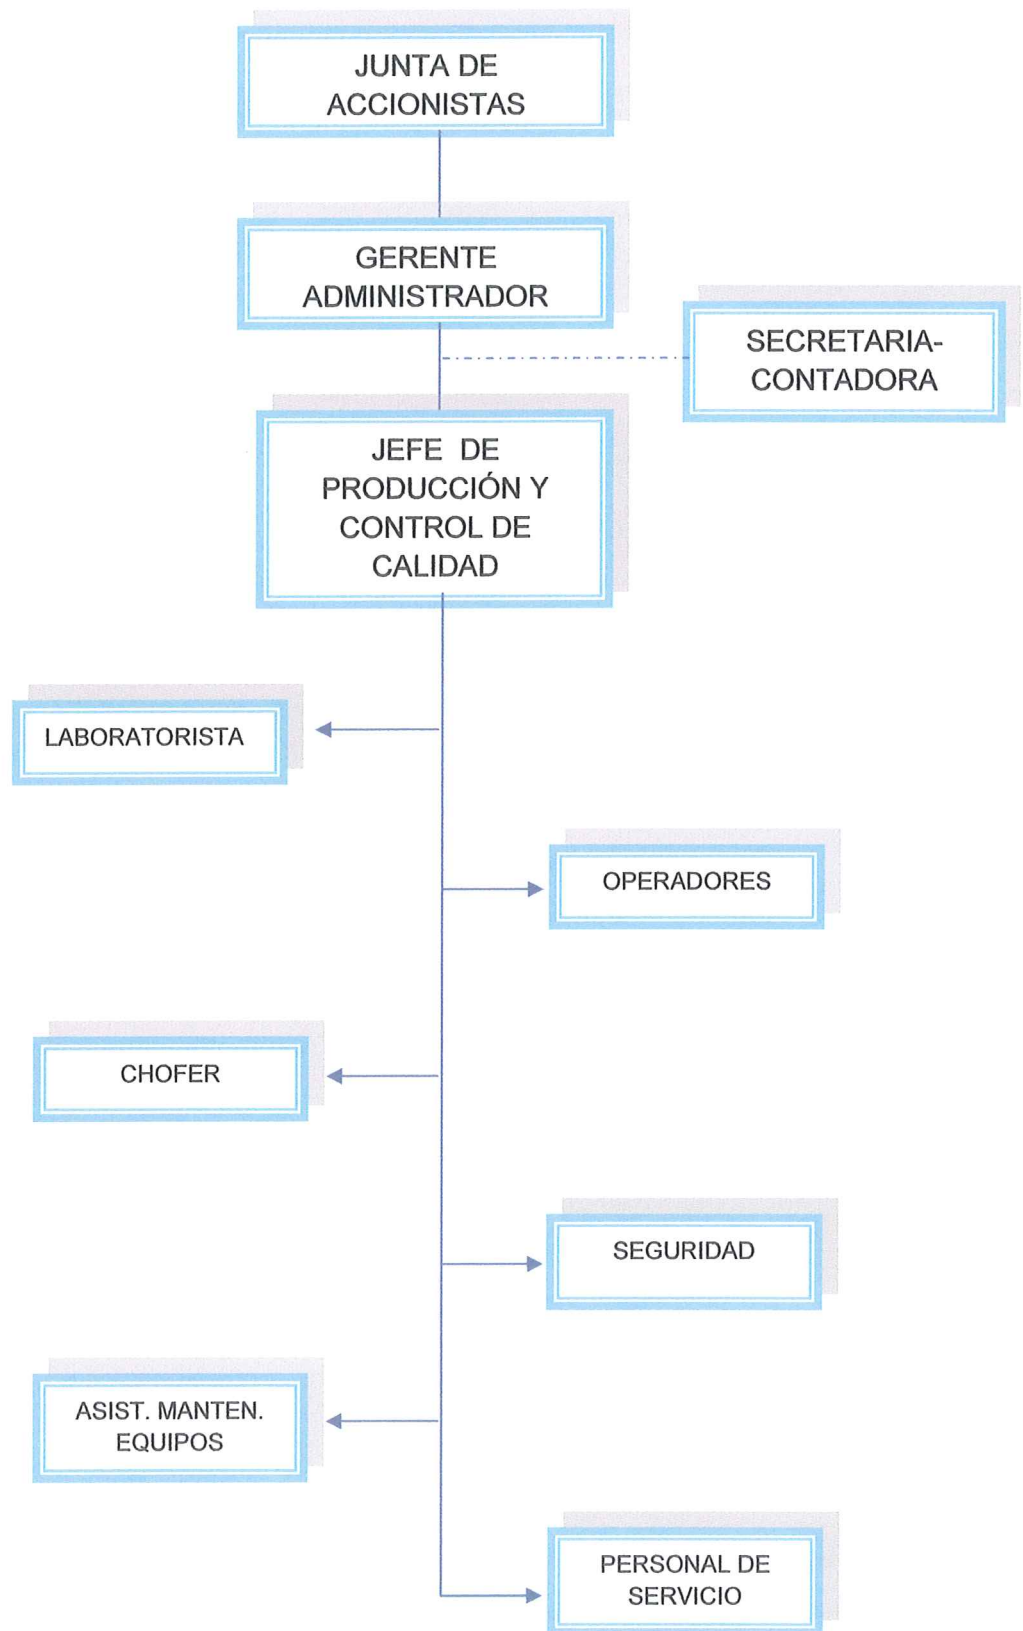 JUNTA DE
ACCIONISTAS
GERENTE
ADMINISTRADOR
SECRETARIA-
CONTADORA
JEFE DE
PRODUCCIÓN Y
CONTROL DE
CALIDAD
LABORATORISTA
OPERADORES
CHOFER
SEGURIDAD
ASIST. MANTEN.
EQUIPOS
PERSONAL DE
SERVICIO